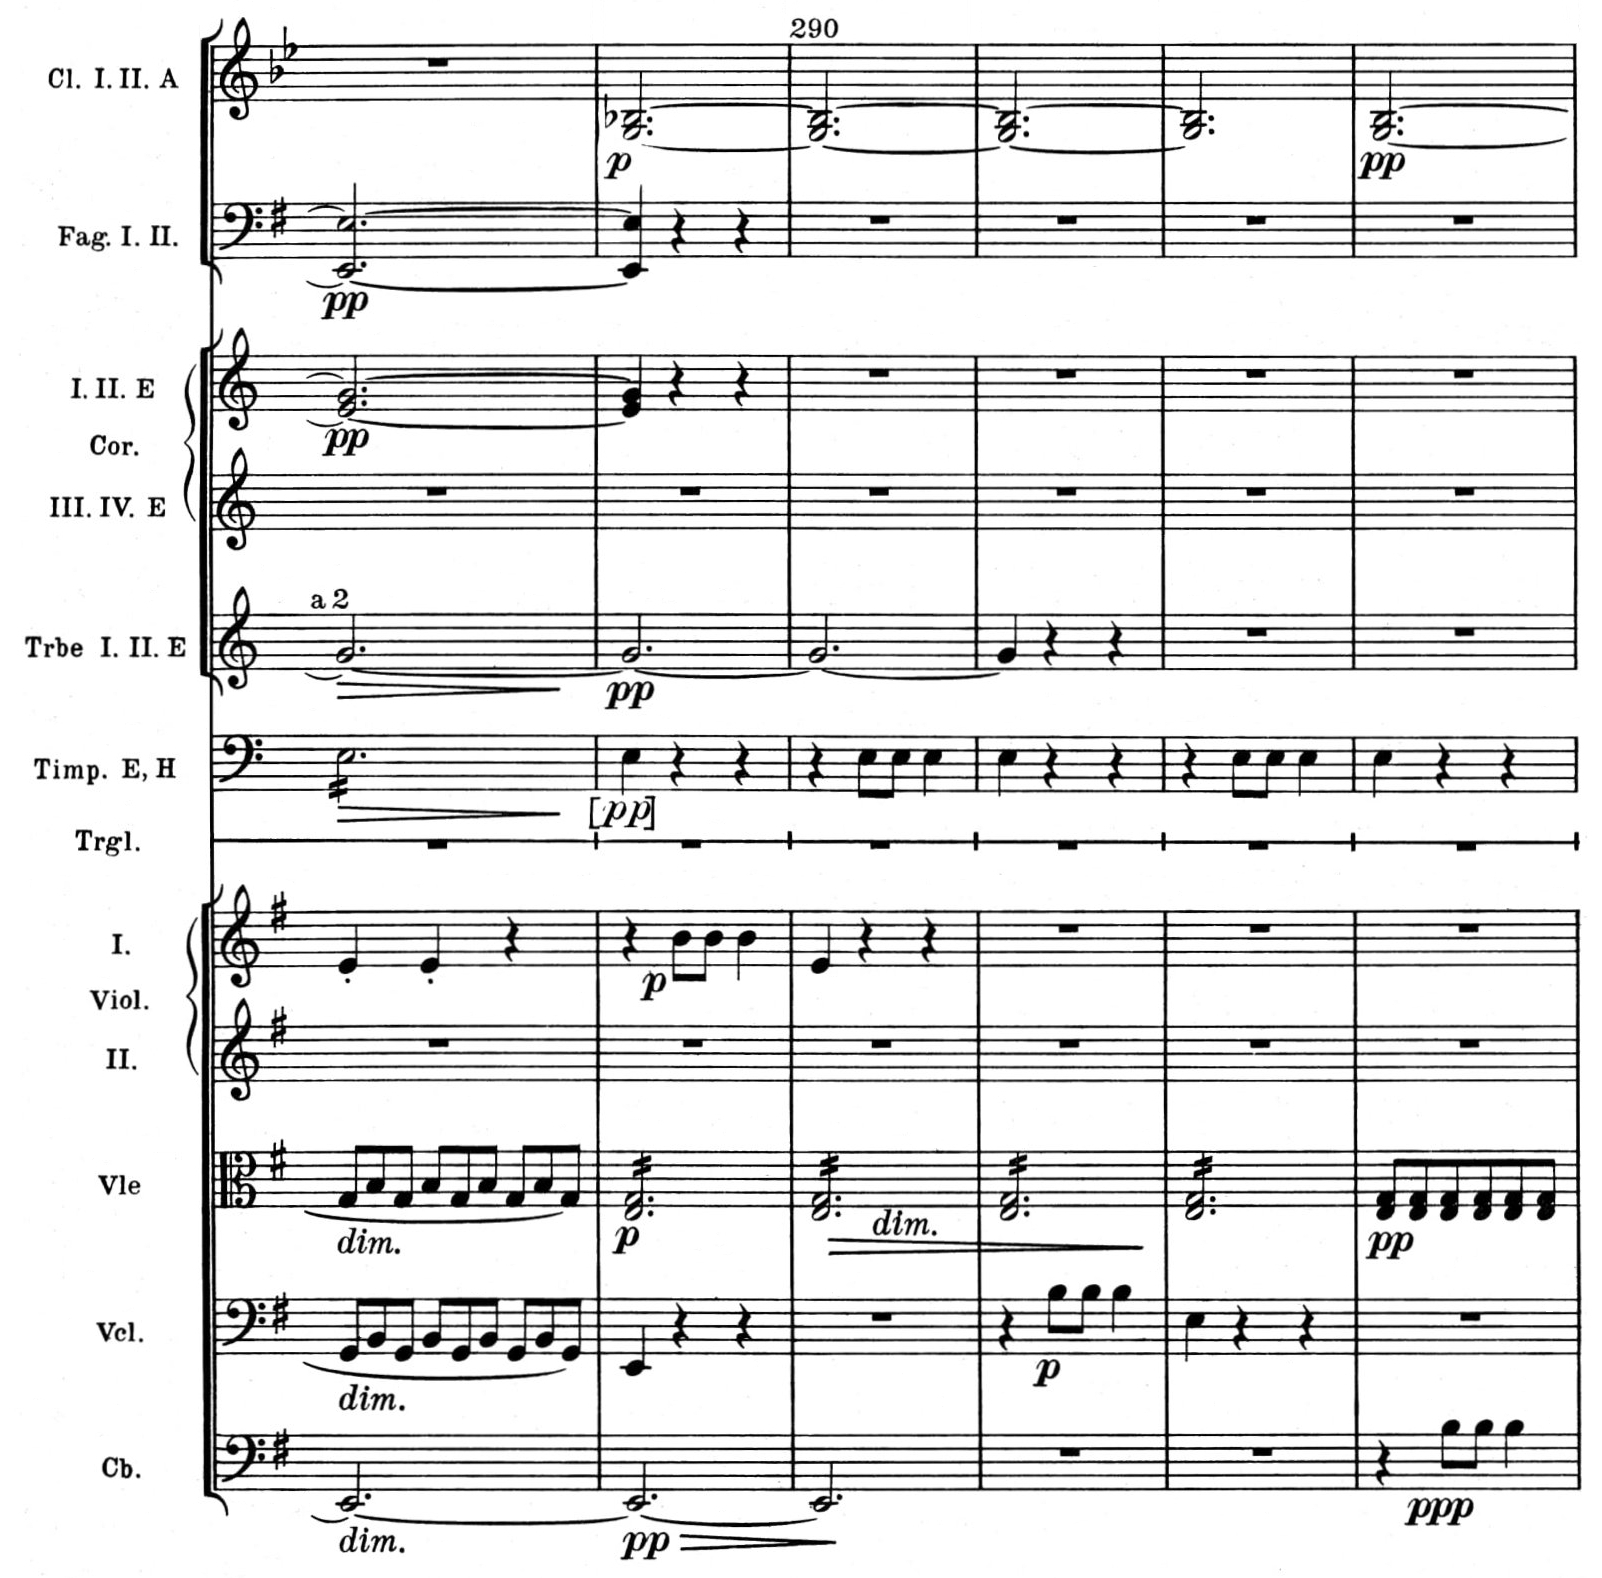 290
Cl. I. II. A
p pp
Fag. I. II.
pp
I. II. E
pp
Cor.
III. IV. E
a 2
Trbe I. II. E
pp
Timp. E, H
[pp]
Trgl.
I.
p
Viol.
II.
Vle
dim. p dim. pp
Vcl.
dim. p
Cb.
dim. pp ppp